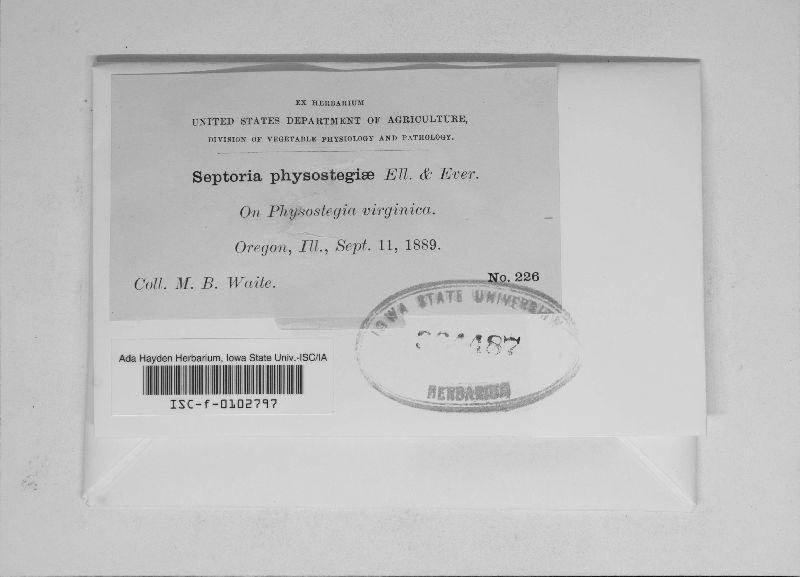 EX HERBARIUM
UNITED STATES DEPARTMENT OF AGRICULTURE,
DIVISION OF VEGETABLE PHYSIOLOGY AND PATHOLOGY.
Septoria physostegiæ Ell. & Ever.
On Physostegia virginica.
Oregon, Ill., Sept. 11, 1889.
Coll. M. B. Waite.
No. 226
IOWA STATE UNIVERSITY
HERBARIUM
Ada Hayden Herbarium, Iowa State Univ.-ISC/IA
ISC-f-0102797